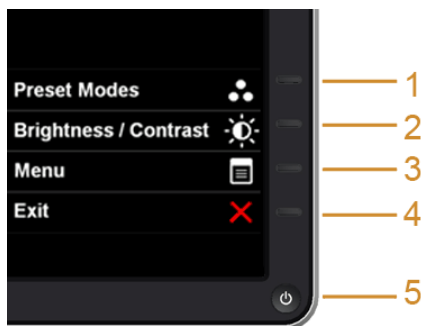 Preset Modes 1
Brightness / Contrast 2
Menu 3
Exit 4
5